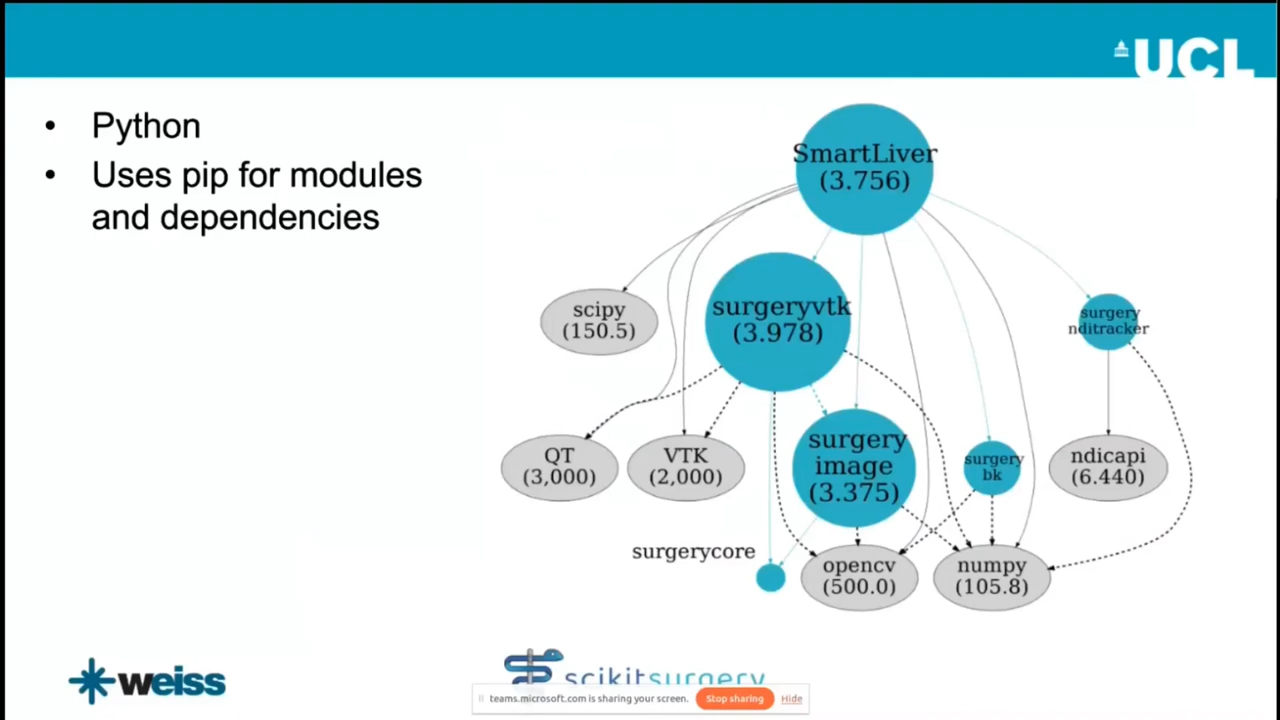 UCL
• Python
• Uses pip for modules
and dependencies
SmartLiver
(3.756)
scipy
(150.5)
surgeryvtk
(3.978)
surgery
nditracker
QT
(3,000)
VTK
(2,000)
surgery
image
(3.375)
surgery
bk
ndicapi
(6.440)
surgerycore
opencv
(500.0)
numpy
(105.8)
weiss
scikitsurgery
teams.microsoft.com is sharing your screen.
Stop sharing
Hide